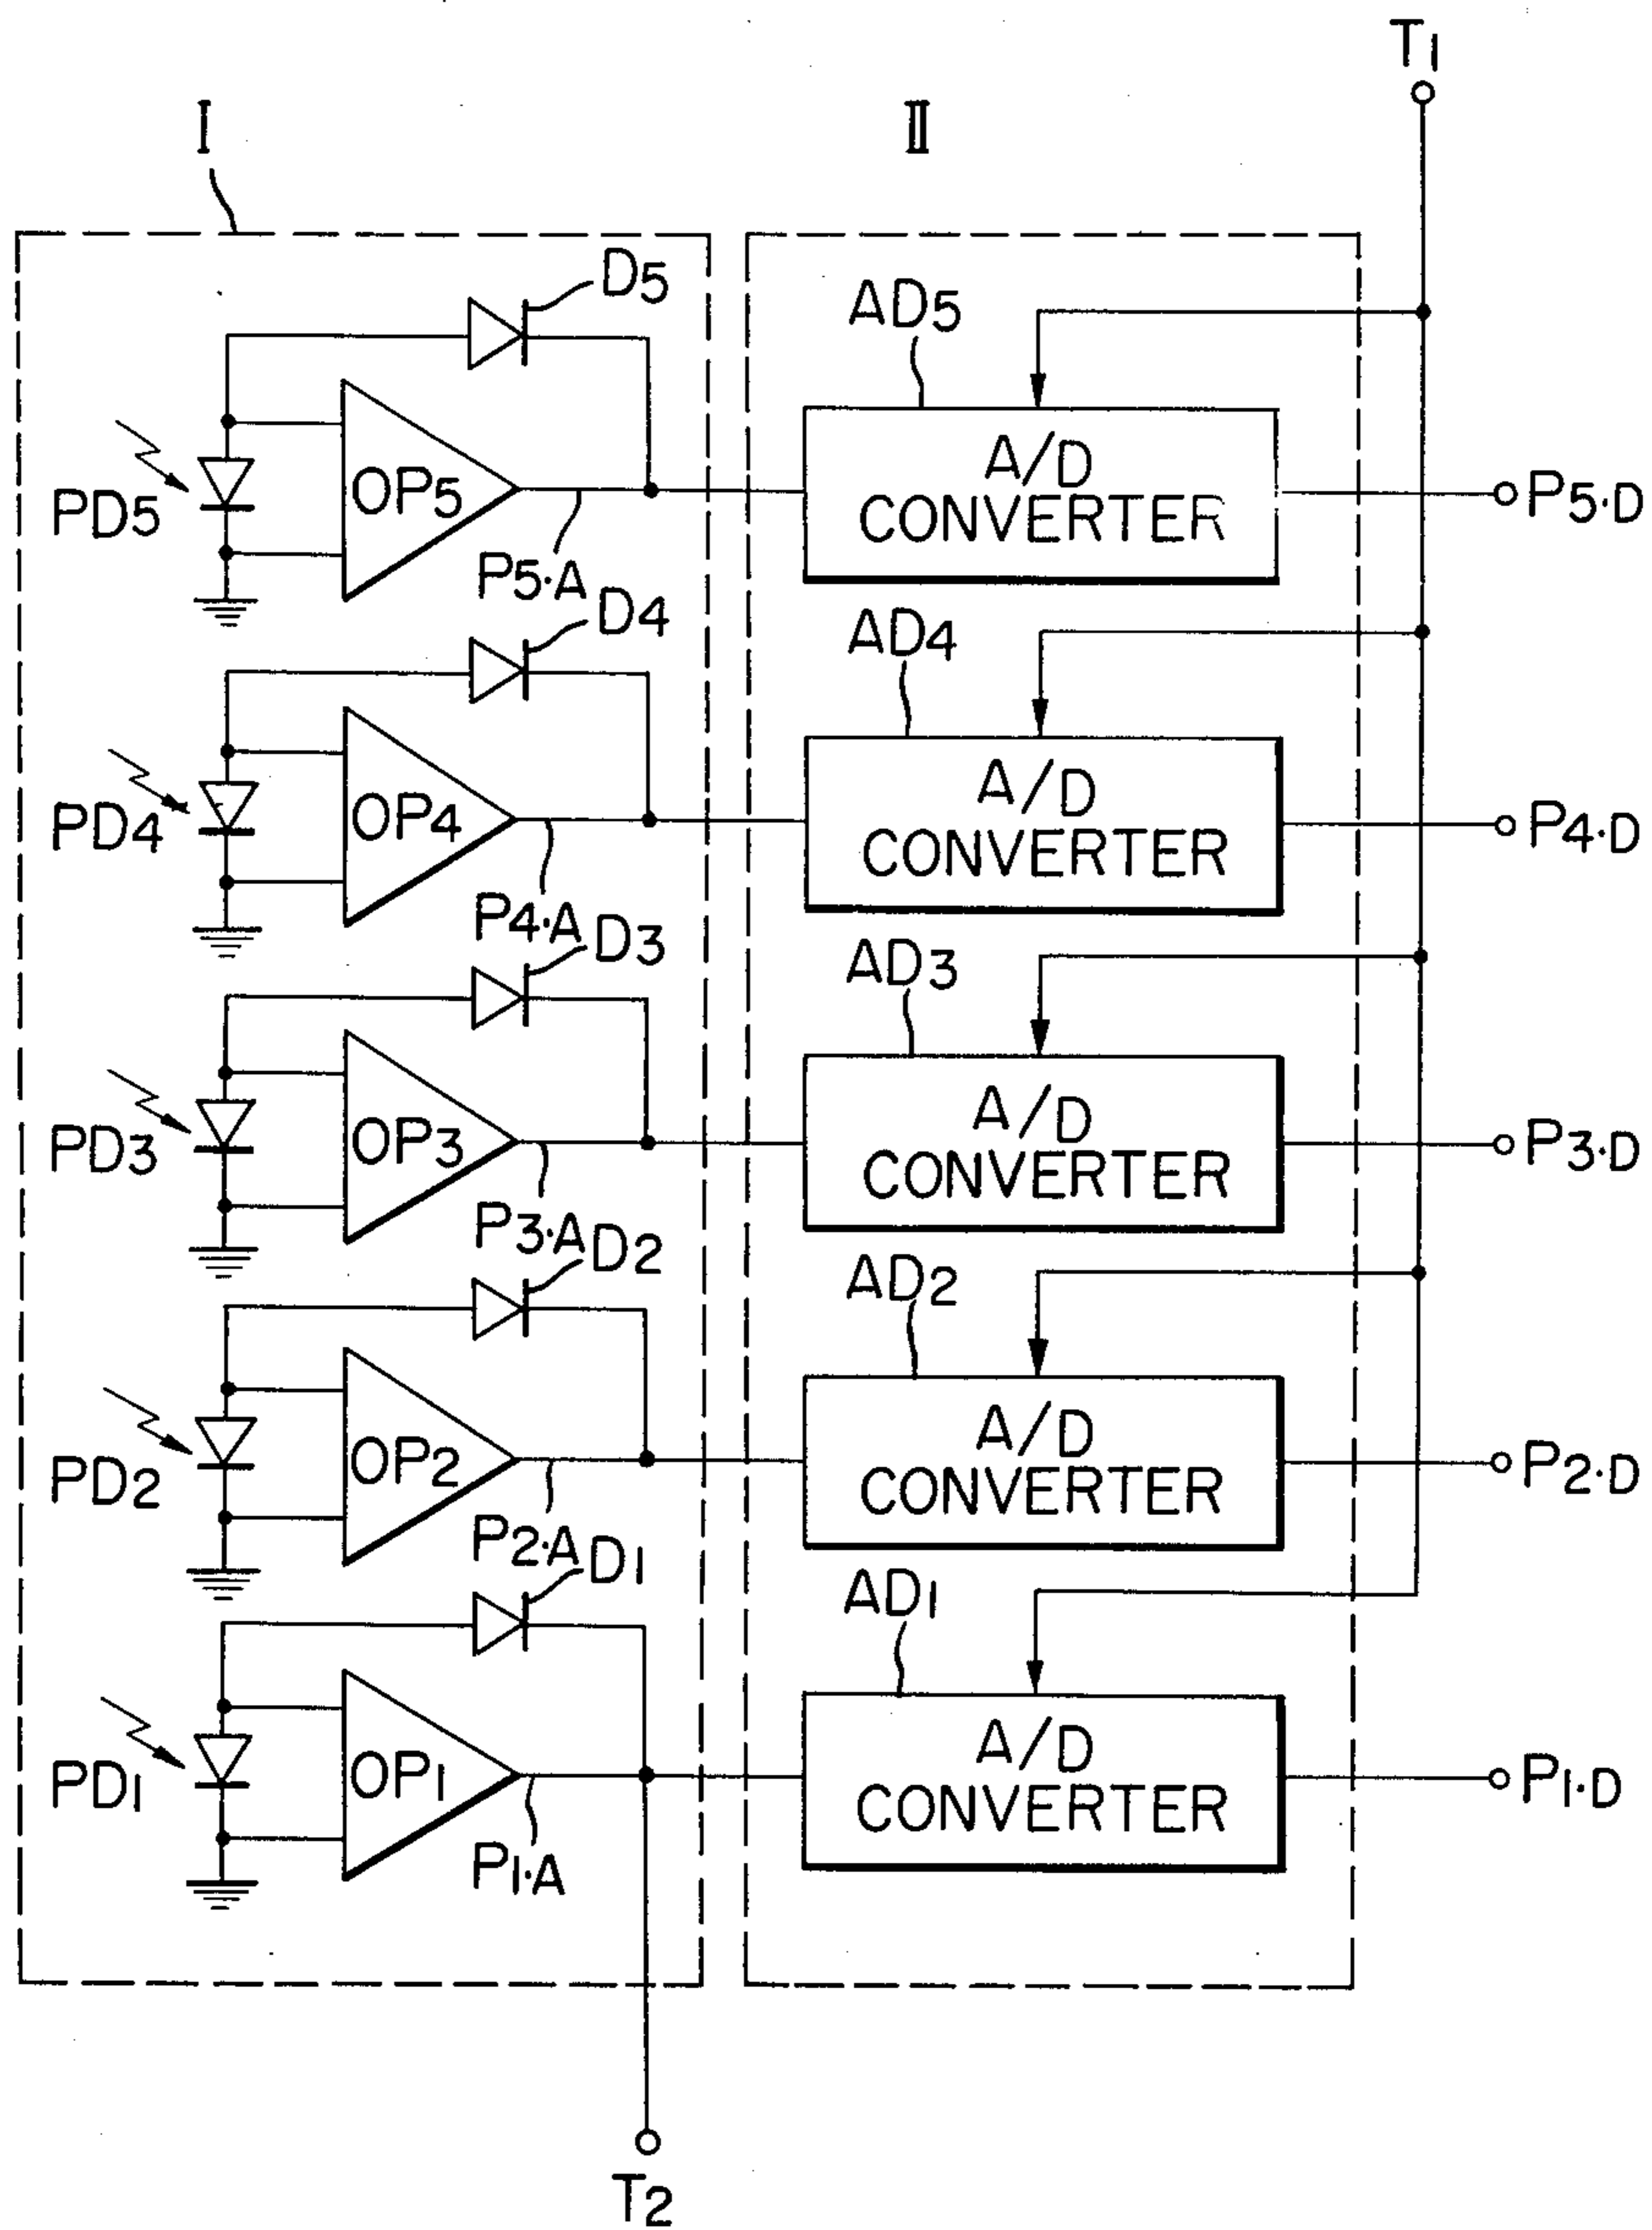 T1
I
II
D5
AD5
A/D
CONVERTER
PD5
OP5
P5·D
P5·A
D4
AD4
A/D
CONVERTER
PD4
OP4
P4·D
P4·A
D3
AD3
A/D
CONVERTER
PD3
OP3
P3·D
P3·A
D2
AD2
A/D
CONVERTER
PD2
OP2
P2·D
P2·A
D1
AD1
A/D
CONVERTER
PD1
OP1
P1·D
P1·A
T2